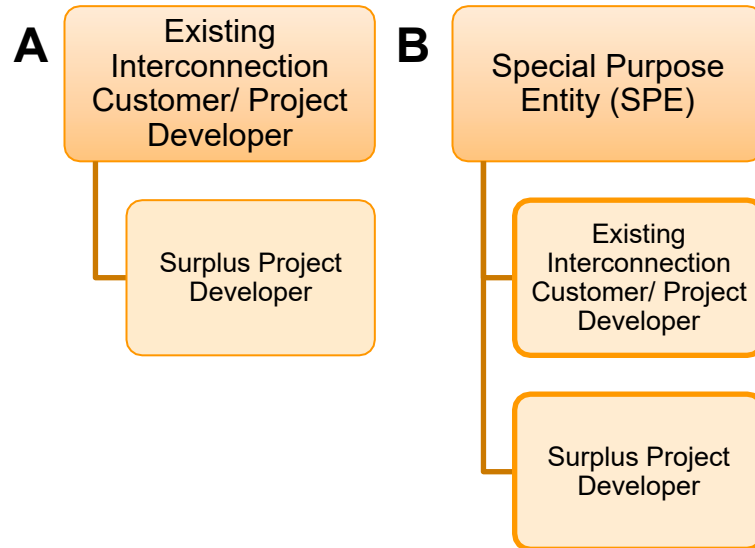 A
Existing
Interconnection
Customer/ Project
Developer
Surplus Project
Developer
B
Special Purpose
Entity (SPE)
Existing
Interconnection
Customer/ Project
Developer
Surplus Project
Developer